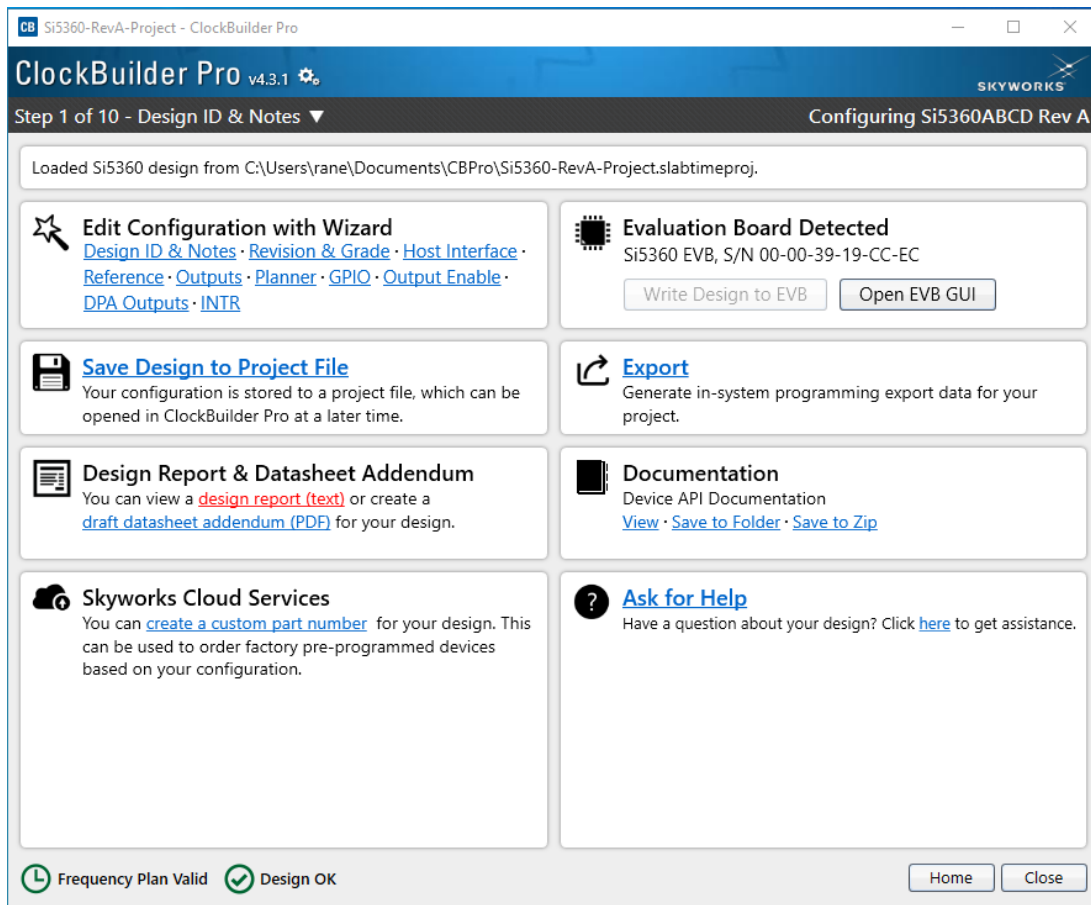 CB Si5360-RevA-Project - ClockBuilder Pro
ClockBuilder Pro v4.3.1
SKYWORKS
Step 1 of 10 - Design ID & Notes ▼
Configuring Si5360ABCD Rev A
Loaded Si5360 design from C:\Users\rane\Documents\CBPro\Si5360-RevA-Project.slabtimeproj.
Edit Configuration with Wizard
Design ID & Notes · Revision & Grade · Host Interface ·
Reference · Outputs · Planner · GPIO · Output Enable ·
DPA Outputs · INTR
Evaluation Board Detected
Si5360 EVB, S/N 00-00-39-19-CC-EC
Write Design to EVB
Open EVB GUI
Save Design to Project File
Your configuration is stored to a project file, which can be
opened in ClockBuilder Pro at a later time.
Export
Generate in-system programming export data for your
project.
Design Report & Datasheet Addendum
You can view a design report (text) or create a
draft datasheet addendum (PDF) for your design.
Documentation
Device API Documentation
View · Save to Folder · Save to Zip
Skyworks Cloud Services
You can create a custom part number for your design. This
can be used to order factory pre-programmed devices
based on your configuration.
? Ask for Help
Have a question about your design? Click here to get assistance.
Frequency Plan Valid
Design OK
Home
Close